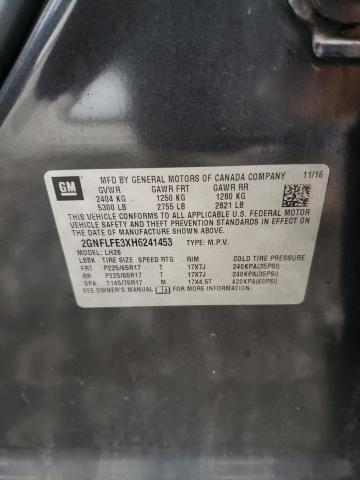 MFD BY GENERAL MOTORS OF CANADA COMPANY 11/16
GM
GVWR GAWR FRT GAWR RR
2404 KG 1250 KG 1280 KG
5300 LB 2755 LB 2821 LB
THIS VEHICLE CONFORMS TO ALL APPLICABLE U.S. FEDERAL MOTOR
VEHICLE SAFETY AND THEFT PREVENTION STANDARDS IN EFFECT ON
THE DATE OF MANUFACTURE SHOWN ABOVE.
2GNFLFE3XH6241453 TYPE: M.P.V.
MODEL: LH26
LBBK TIRE SIZE SPEED RTG RIM COLD TIRE PRESSURE
FRT P225/65R17 T 17X7J 240KPA(35PSI)
RR P225/65R17 T 17X7J 240KPA(35PSI)
SPA T145/70R17 M 17X4.5T 420KPA(60PSI)
SEE OWNER'S MANUAL FOR MORE INFORMATION.